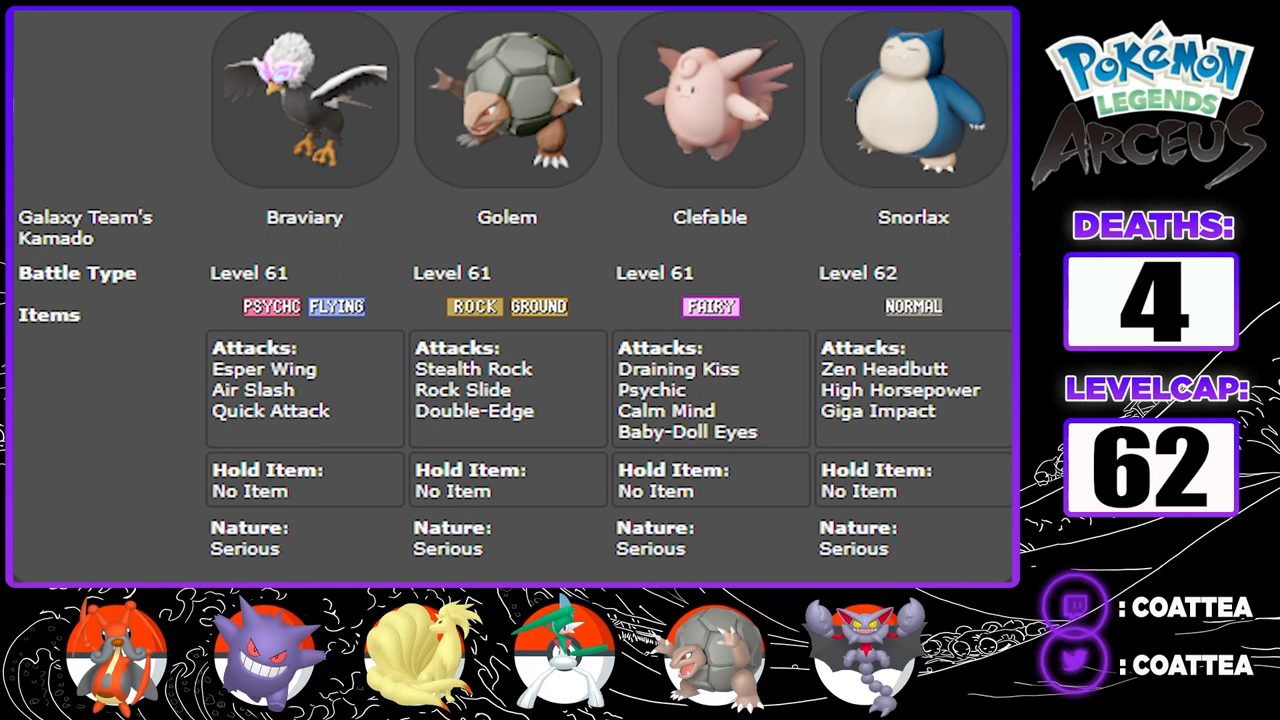 Galaxy Team's
Kamado
Braviary
Golem
Clefable
Snorlax
Battle Type
Level 61
Level 61
Level 61
Level 62
Items
PSYCHC
FLYING
ROCK
GROUND
FAIRY
NORMAL
Attacks:
Esper Wing
Air Slash
Quick Attack
Attacks:
Stealth Rock
Rock Slide
Double-Edge
Attacks:
Draining Kiss
Psychic
Calm Mind
Baby-Doll Eyes
Attacks:
Zen Headbutt
High Horsepower
Giga Impact
Hold Item:
No Item
Hold Item:
No Item
Hold Item:
No Item
Hold Item:
No Item
Nature:
Serious
Nature:
Serious
Nature:
Serious
Nature:
Serious
POKéMON
LEGENDS
ARCEUS
DEATHS:
4
LEVELCAP:
62
: COATTEA
: COATTEA